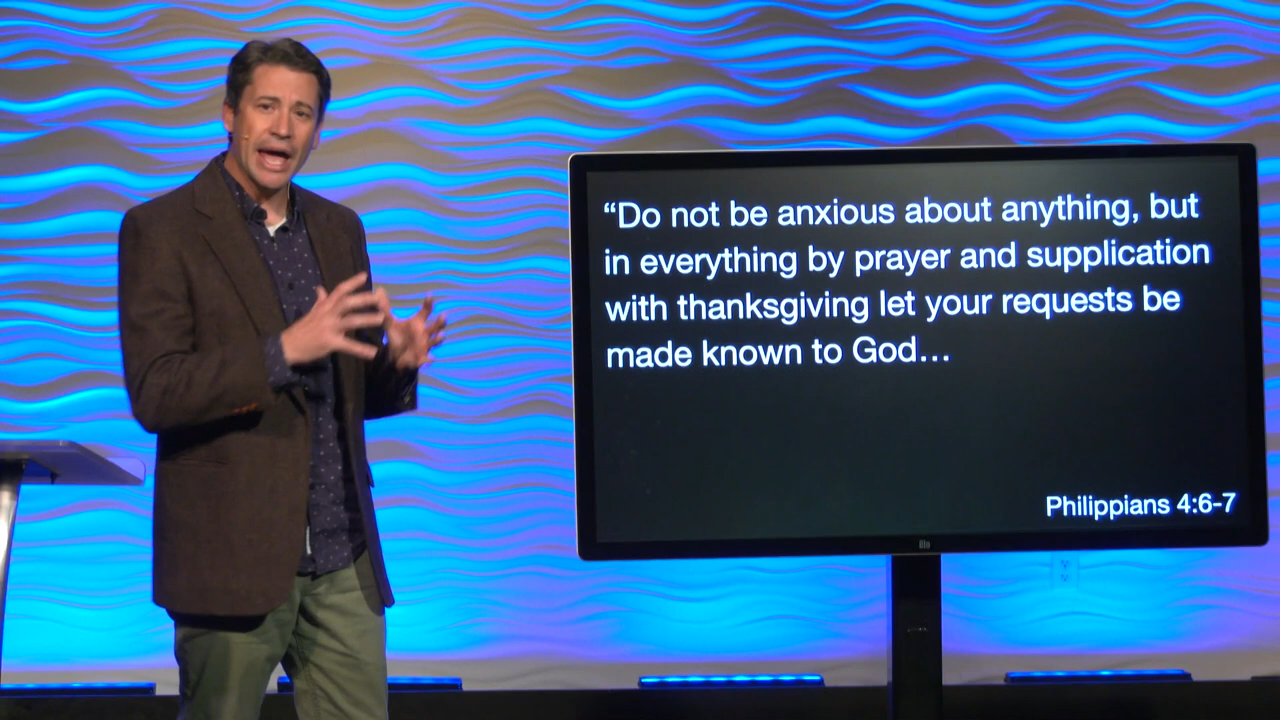 “Do not be anxious about anything, but
in everything by prayer and supplication
with thanksgiving let your requests be
made known to God…
Philippians 4:6-7
elo